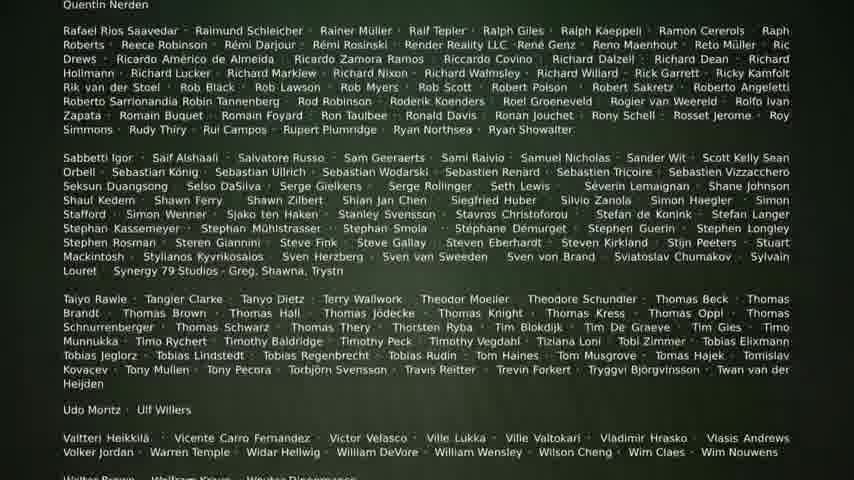 Quentin Nerden
Rafael Rios Saavedar · Raimund Schleicher · Rainer Müller · Ralf Tepler · Ralph Giles · Ralph Kaeppeli · Ramon Cererols · Raph
Roberts · Reece Robinson · Rémi Darjour · Rémi Rosinski · Render Reality LLC · René Genz · Reno Maenhout · Reto Müller · Ric
Drews · Ricardo Américo de Almeida · Ricardo Zamora Ramos · Riccardo Covino · Richard Dalzell · Richard Dean · Richard
Hollmann · Richard Lucker · Richard Marklew · Richard Nixon · Richard Walmsley · Richard Willard · Rick Garrett · Ricky Kamfolt
Rik van der Stoel · Rob Black · Rob Lawson · Rob Myers · Rob Scott · Robert Poison · Robert Sakretz · Roberto Angeletti
Roberto Sarrionandia Robin Tannenberg · Rod Robinson · Roderik Koenders · Roel Groeneveld · Rogier van Weereld · Rolfo Ivan
Zapata · Romain Buquet · Romain Foyard · Ron Taulbee · Ronald Davis · Ronan Jouchet · Rony Schell · Rosset Jerome · Roy
Simmons · Rudy Thiry · Rui Campos · Rupert Plumridge · Ryan Northsea · Ryan Showalter
Sabbetti Igor · Saif Alshaali · Salvatore Russo · Sam Geeraerts · Sami Raivio · Samuel Nicholas · Sander Wit · Scott Kelly Sean
Orbell · Sebastian König · Sebastian Ullrich · Sebastian Wodarski · Sebastien Renard · Sebastien Tricoire · Sebastien Vizzacchero
Seksun Duangsong · Selso DaSilva · Serge Gielkens · Serge Rollinger · Seth Lewis · Séverin Lemaignan · Shane Johnson
Shaul Kedem · Shawn Ferry · Shawn Zilbert · Shian Jan Chen · Siegfried Huber · Silvio Zanola · Simon Haegler · Simon
Stafford · Simon Wenner · Sjoko ten Haken · Stanley Svensson · Stavros Christoforou · Stefan de Konink · Stefan Langer
Stephan Kassemeyer · Stephan Mühlstrasser · Stephan Smola · Stéphane Démurget · Stephen Guerin · Stephen Longley
Stephen Rosman · Steren Giannini · Steve Fink · Steve Gallay · Steven Eberhardt · Steven Kirkland · Stijn Peeters · Stuart
Mackintosh · Stylianos Kyvrikosaios · Sven Herzberg · Sven van Sweeden · Sven von Brand · Sviatoslav Chumakov · Sylvain
Louret · Synergy 79 Studios - Greg, Shawna, Trystn
Taiyo Rawle · Tangier Clarke · Tanyo Dietz · Terry Wallwork · Theodor Moeller · Theodore Schundler · Thomas Beck · Thomas
Brandt · Thomas Brown · Thomas Hall · Thomas Jödecke · Thomas Knight · Thomas Kress · Thomas Oppl · Thomas
Schnurrenberger · Thomas Schwarz · Thomas Thery · Thorsten Ryba · Tim Blokdijk · Tim De Graeve · Tim Gies · Timo
Munnukka · Timo Rychert · Timothy Baldridge · Timothy Peck · Timothy Vegdahl · Tiziana Loni · Tobi Zimmer · Tobias Elixmann
Tobias Jeglorz · Tobias Lindstedt · Tobias Regenbrecht · Tobias Rudin · Tom Haines · Tom Musgrove · Tomas Hajek · Tomislav
Kovacev · Tony Mullen · Tony Pecora · Torbjörn Svensson · Travis Reitter · Trevin Forkert · Tryggvi Björgvinsson · Twan van der
Heijden
Udo Moritz · Ulf Willers
Valtteri Heikkilä · Vicente Carro Fernandez · Victor Velasco · Ville Lukka · Ville Valtokari · Vladimir Hrasko · Vlasis Andrews
Volker Jordan · Warren Temple · Widar Hellwig · William DeVore · William Wensley · Wilson Cheng · Wim Claes · Wim Nouwens